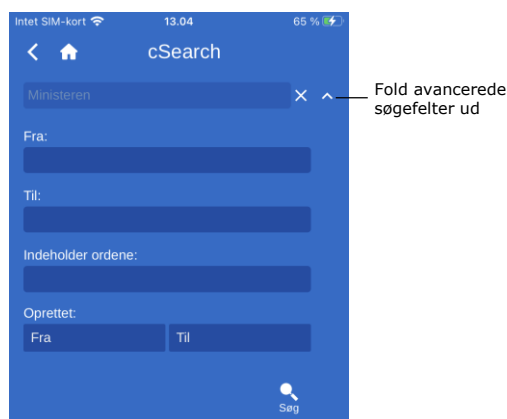 Intet SIM-kort 13.04 65 %
cSearch
Ministeren
Fold avancerede
søgefelter ud
Fra:
Til:
Indeholder ordene:
Oprettet:
Fra Til
Søg